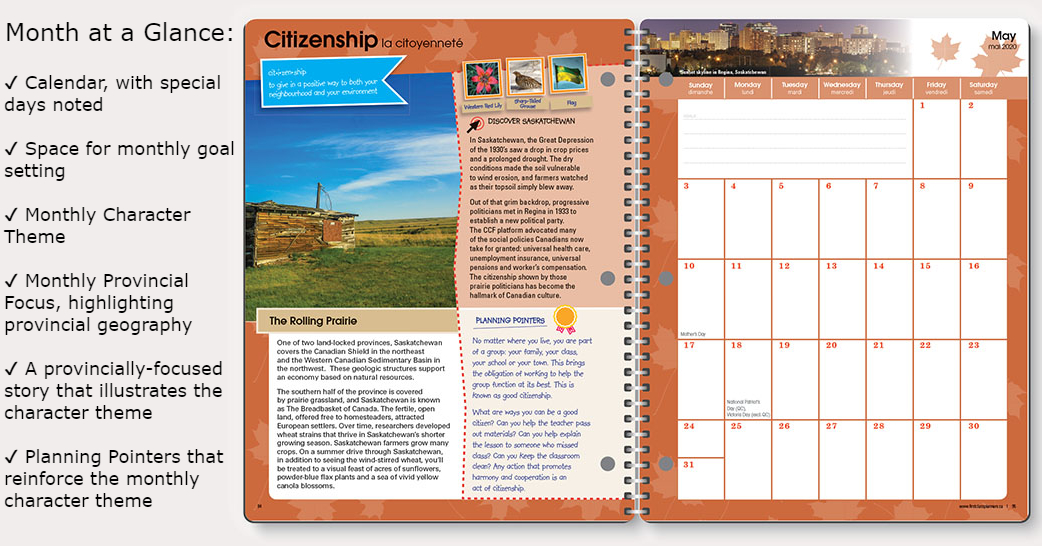 Month at a Glance:
✓ Calendar, with special
days noted
✓ Space for monthly goal
setting
✓ Monthly Character
Theme
✓ Monthly Provincial
Focus, highlighting
provincial geography
✓ A provincially-focused
story that illustrates the
character theme
✓ Planning Pointers that
reinforce the monthly
character theme
Citizenship la citoyenneté
citizenship
to give in a positive way to both your
neighbourhood and your environment
Western Red Lily
Sharp-Tailed
Grouse
Flag
DISCOVER SASKATCHEWAN
In Saskatchewan, the Great Depression
of the 1930's saw a drop in crop prices
and a prolonged drought. The dry
conditions made the soil vulnerable
to wind erosion, and farmers watched
as their topsoil simply blew away.
Out of that grim backdrop, progressive
politicians met in Regina in 1933 to
establish a new political party.
The CCF platform advocated many
of the social policies Canadians now
take for granted: universal health care,
unemployment insurance, universal
pensions and worker's compensation.
The citizenship shown by those
prairie politicians has become the
hallmark of Canadian culture.
The Rolling Prairie
One of two land-locked provinces, Saskatchewan
covers the Canadian Shield in the northeast
and the Western Canadian Sedimentary Basin in
the northwest. These geologic structures support
an economy based on natural resources.
The southern half of the province is covered
by prairie grassland, and Saskatchewan is known
as The Breadbasket of Canada. The fertile, open
land, offered free to homesteaders, attracted
European settlers. Over time, researchers developed
wheat strains that thrive in Saskatchewan's shorter
growing season. Saskatchewan farmers grow many
crops. On a summer drive through Saskatchewan,
in addition to seeing the wind-stirred wheat, you'll
be treated to a visual feast of acres of sunflowers,
powder-blue flax plants and a sea of vivid yellow
canola blossoms.
PLANNING POINTERS
No matter where you live, you are part
of a group: your family, your class,
your school or your town. This brings
the obligation of working to help the
group function at its best. This is
known as good citizenship.
What are ways you can be a good
citizen? Can you help the teacher pass
out materials? Can you help explain
the lesson to someone who missed
class? Can you keep the classroom
clean? Any action that promotes
harmony and cooperation is an
act of citizenship.
May
mai 2020
Sunset skyline in Regina, Saskatchewan
Sunday Monday Tuesday Wednesday Thursday Friday Saturday
dimanche lundi mardi mercredi jeudi vendredi samedi
1 2
3 4 5 6 7 8 9
10 11 12 13 14 15 16
Mother's Day
17 18 19 20 21 22 23
National Patriot's
Day (QC),
Victoria Day (exc QC)
24 25 26 27 28 29 30
31